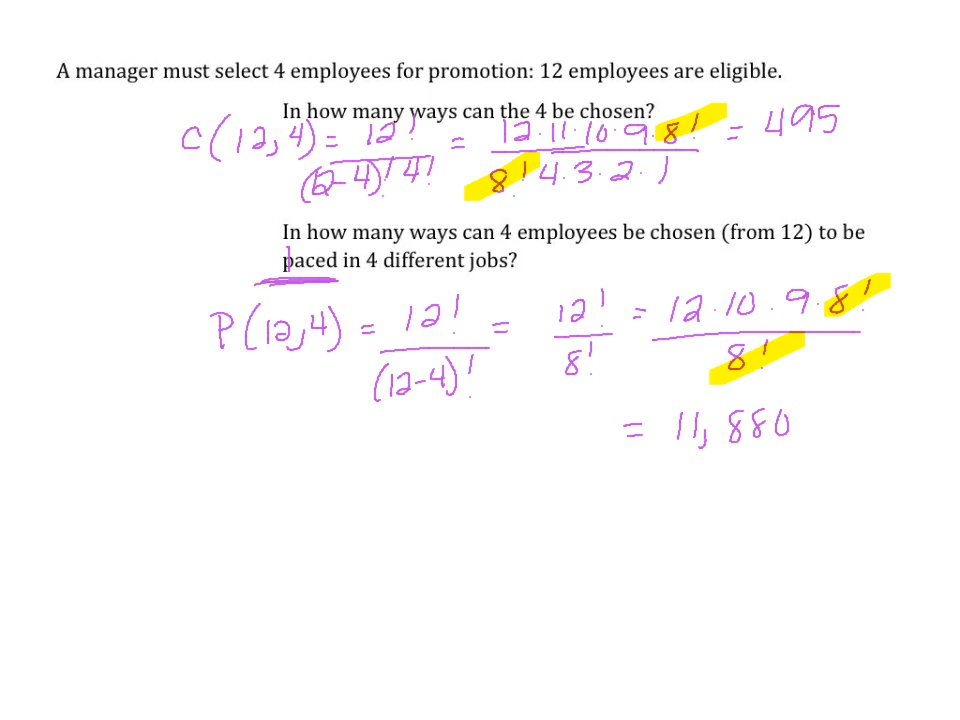 A manager must select 4 employees for promotion: 12 employees are eligible.
In how many ways can the 4 be chosen?
C(12,4) = 12! / (12-4)! 4! = 12·11·10·9·8! / 8! 4·3·2·1 = 495
In how many ways can 4 employees be chosen (from 12) to be
paced in 4 different jobs?
P(12,4) = 12! / (12-4)! = 12! / 8! = 12·10·9·8! / 8!
= 11,880